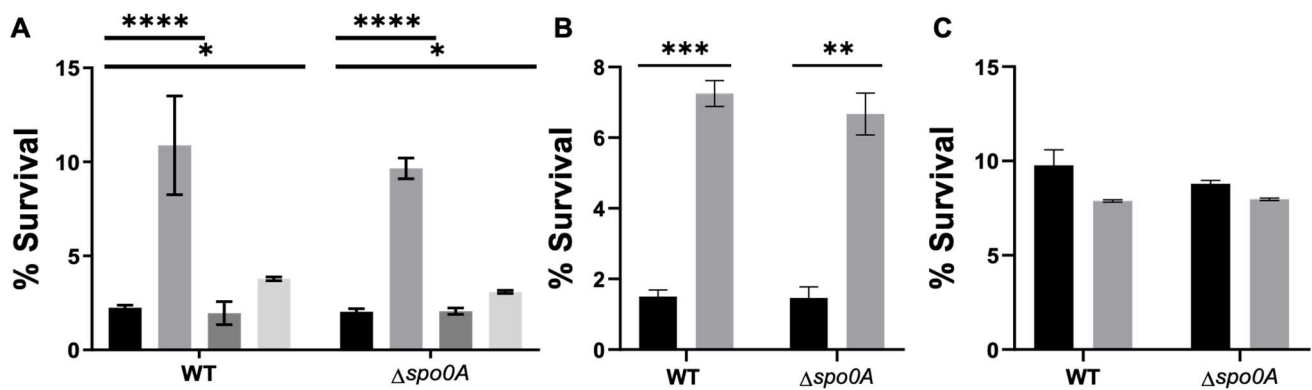 A
****
*
****
*
% Survival
15
10
5
0
WT
Δspo0A
B
***
**
% Survival
8
6
4
2
0
WT
Δspo0A
C
% Survival
15
10
5
0
WT
Δspo0A